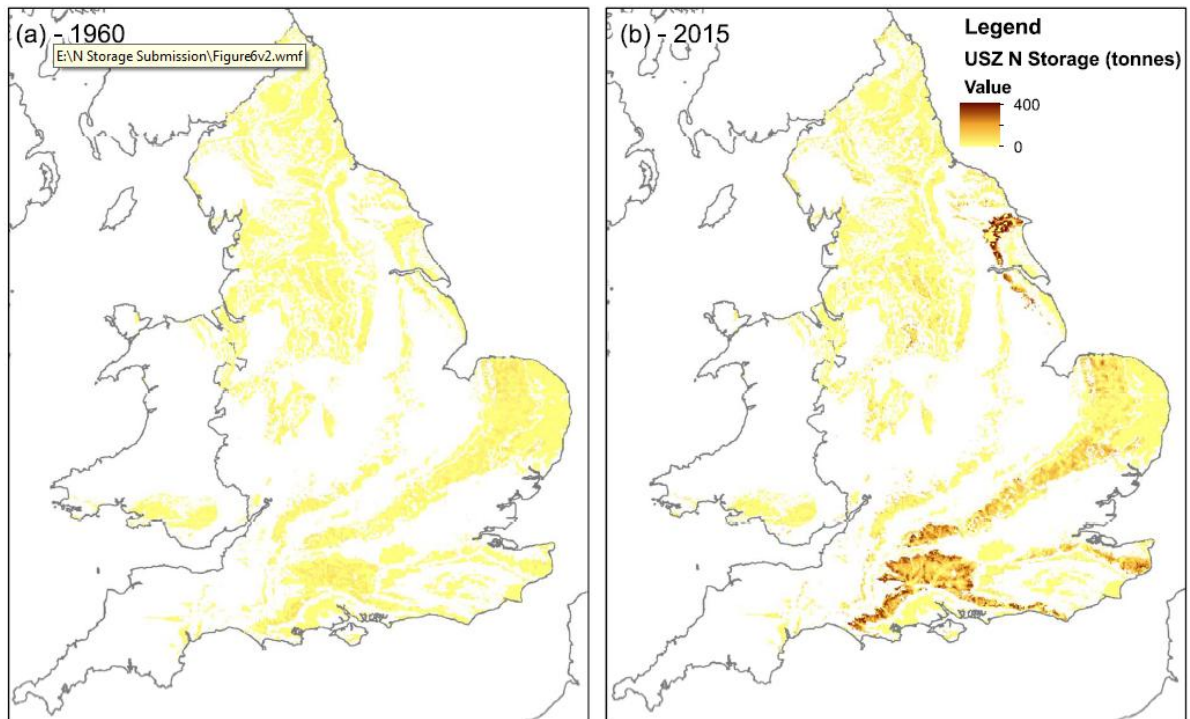 (a) - 1960
E:\N Storage Submission\Figure6v2.wmf
(b) - 2015
Legend
USZ N Storage (tonnes)
Value
400
0